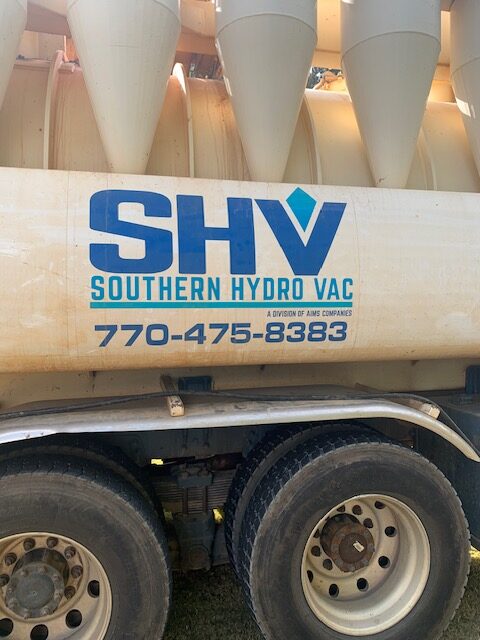 SHV
SOUTHERN HYDRO VAC
A DIVISION OF AIMS COMPANIES
770-475-8383